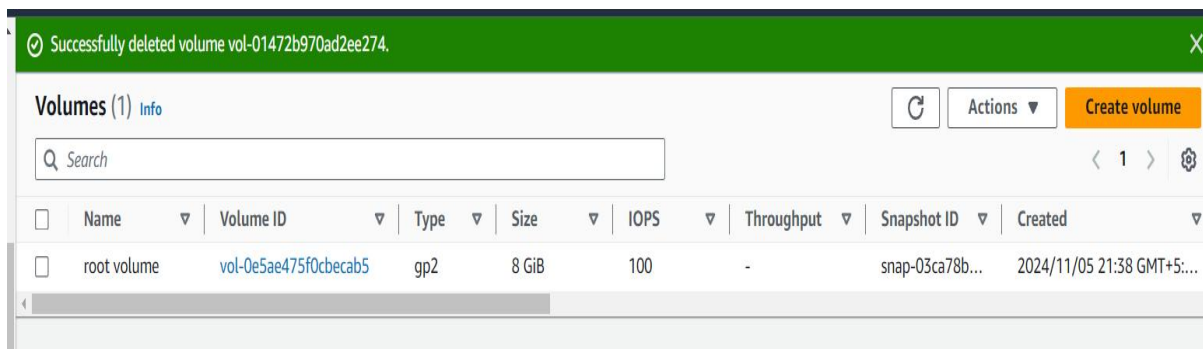 Successfully deleted volume vol-01472b970ad2ee274.
Volumes (1) Info
Actions
Create volume
Search
1
Name Volume ID Type Size IOPS Throughput Snapshot ID Created
root volume vol-0e5ae475f0cbecab5 gp2 8 GiB 100 - snap-03ca78b... 2024/11/05 21:38 GMT+5:...